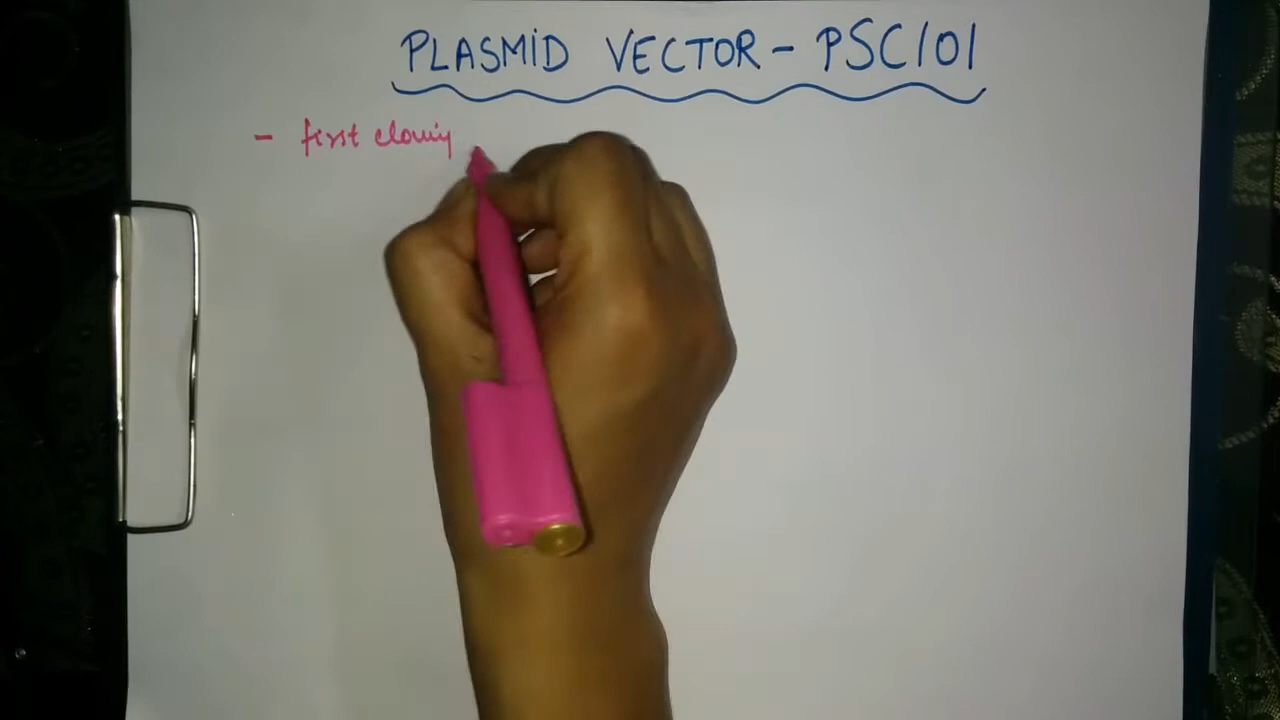 PLASMID VECTOR - PSC101
- first cloning